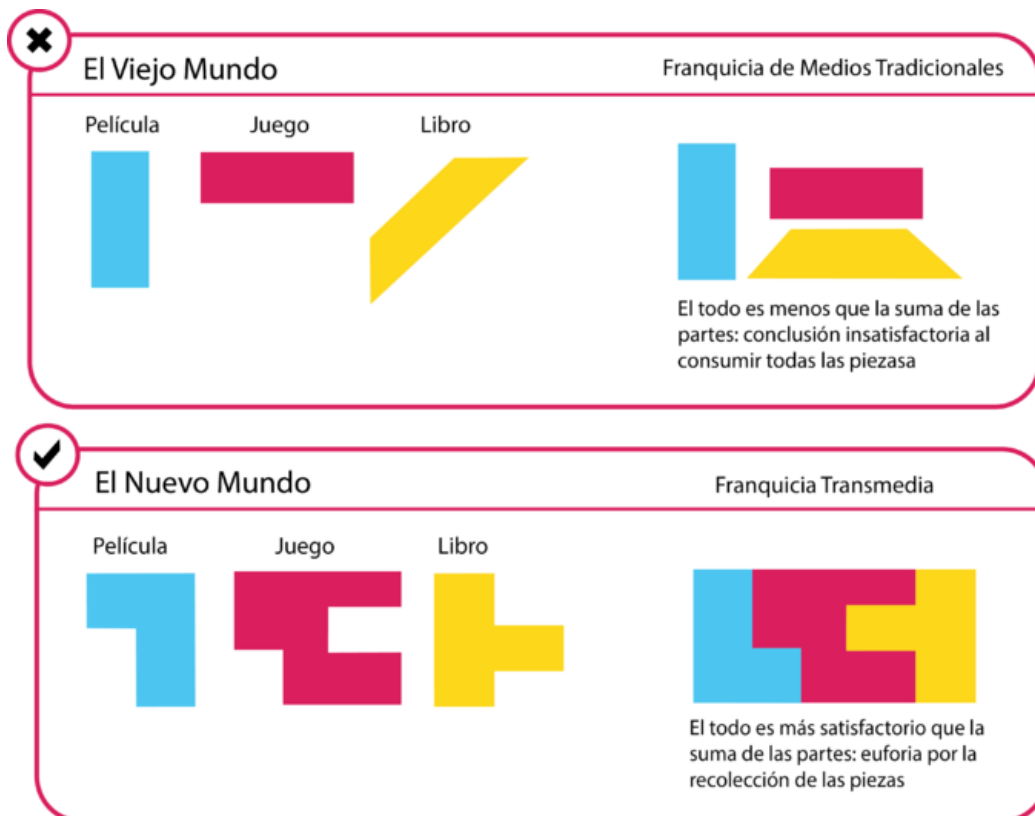 El Viejo Mundo
Franquicia de Medios Tradicionales
Película
Juego
Libro
El todo es menos que la suma de las
partes: conclusión insatisfactoria al
consumir todas las piezasa
El Nuevo Mundo
Franquicia Transmedia
Película
Juego
Libro
El todo es más satisfactorio que la
suma de las partes: euforia por la
recolección de las piezas